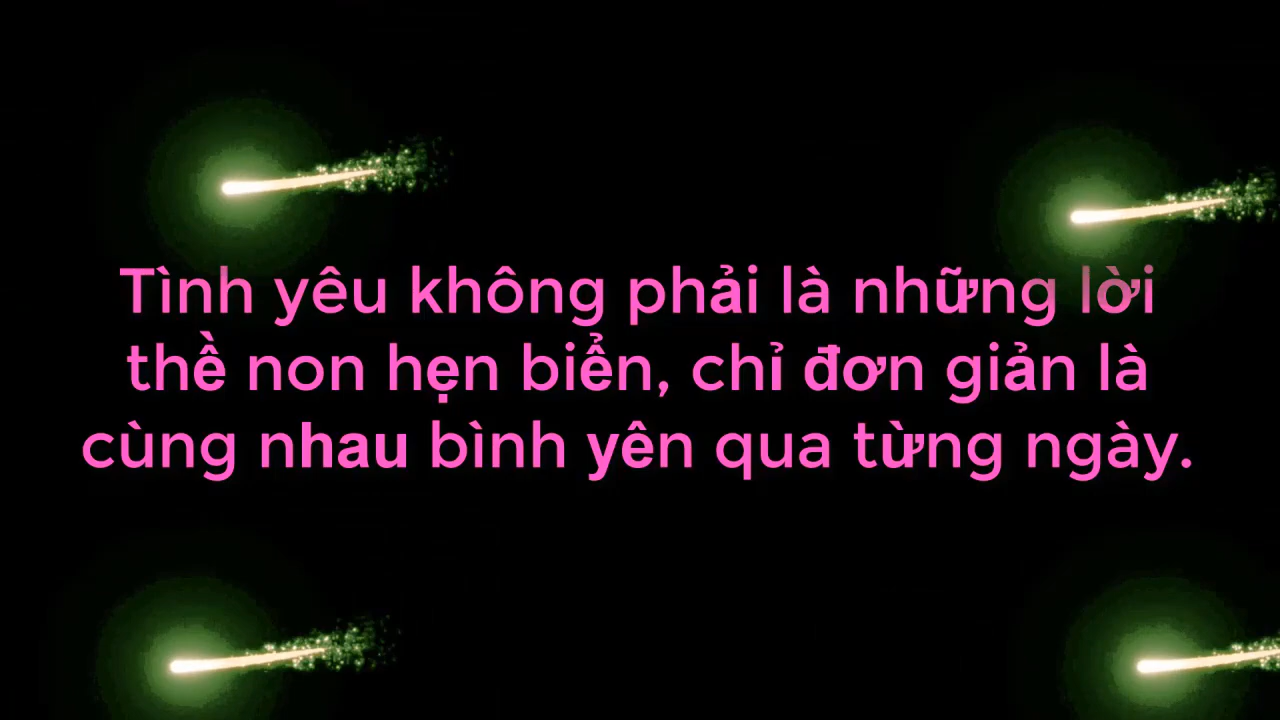 Tình yêu không phải là những lời
thề non hẹn biển, chỉ đơn giản là
cùng nhau bình yên qua từng ngày.